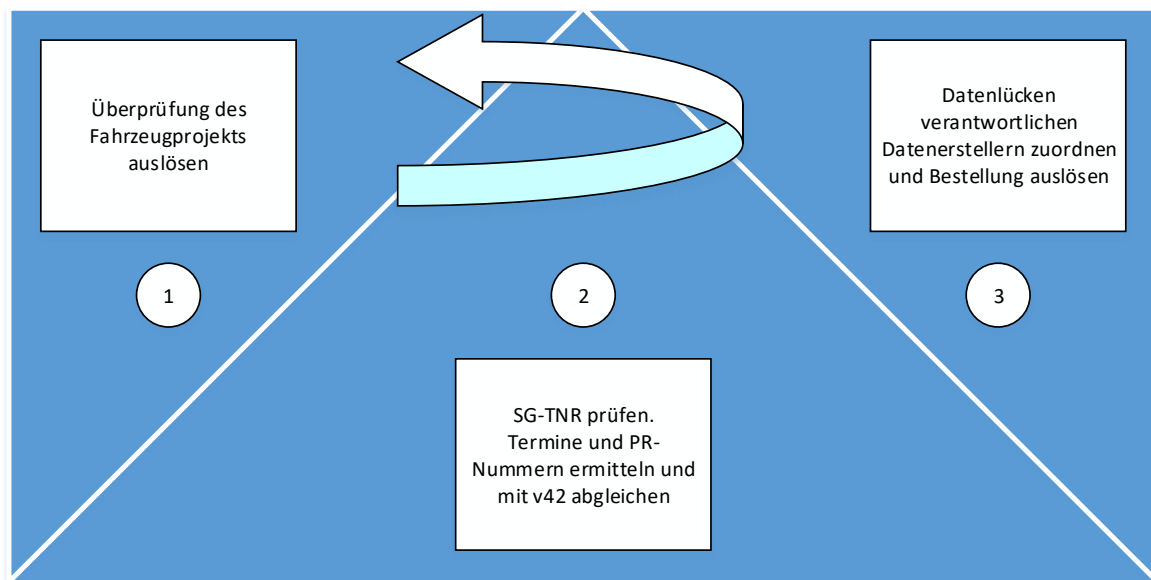 Überprüfung des
Fahrzeugprojekts
auslösen
1
SG-TNR prüfen.
Termine und PR-
Nummern ermitteln und
mit v42 abgleichen
2
Datenlücken
verantwortlichen
Datenerstellern zuordnen
und Bestellung auslösen
3